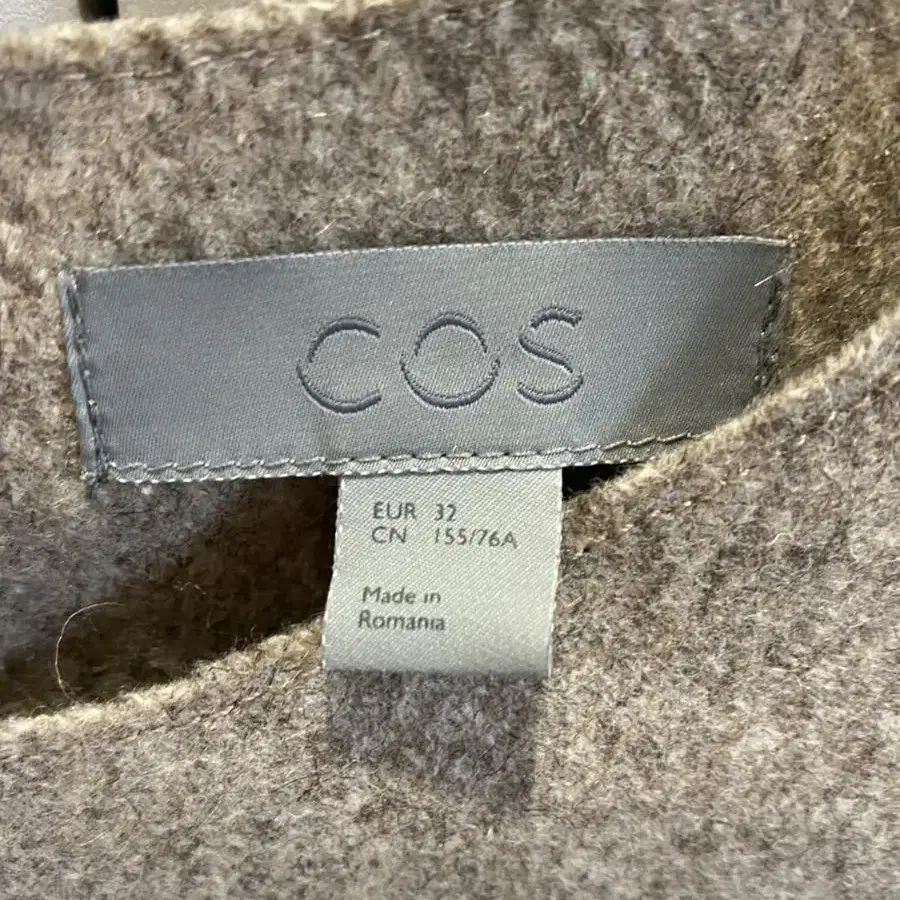 COS
EUR 32
CN 155/76A
Made in
Romania